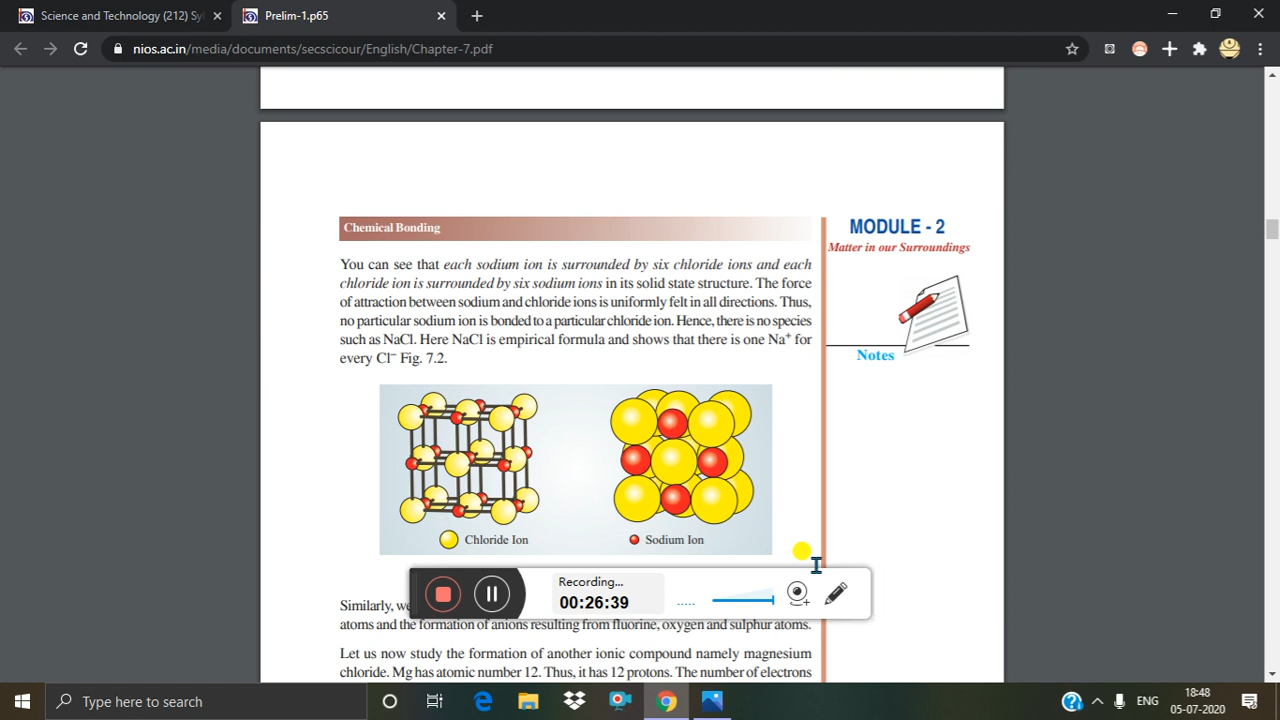 Science and Technology (212) Syl
Prelim-1.p65
nios.ac.in/media/documents/secscicour/English/Chapter-7.pdf
Chemical Bonding
MODULE - 2
Matter in our Surroundings
Notes
You can see that each sodium ion is surrounded by six chloride ions and each
chloride ion is surrounded by six sodium ions in its solid state structure. The force
of attraction between sodium and chloride ions is uniformly felt in all directions. Thus,
no particular sodium ion is bonded to a particular chloride ion. Hence, there is no species
such as NaCl. Here NaCl is empirical formula and shows that there is one Na⁺ for
every Cl⁻ Fig. 7.2.
Chloride Ion
Sodium Ion
Recording...
00:26:39
Similarly, we
atoms and the formation of anions resulting from fluorine, oxygen and sulphur atoms.
Let us now study the formation of another ionic compound namely magnesium
chloride. Mg has atomic number 12. Thus, it has 12 protons. The number of electrons
Type here to search
ENG
18:48
05-07-2020